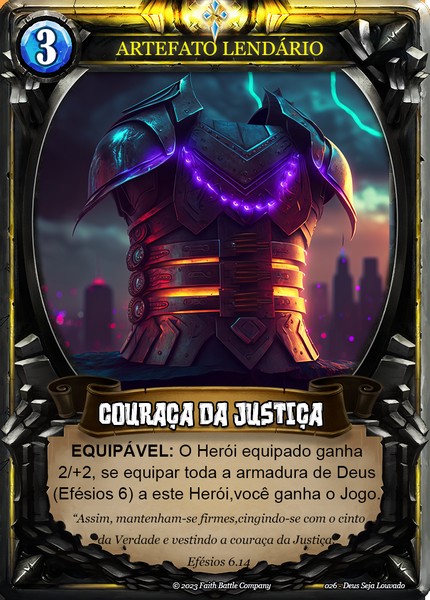 3
ARTEFATO LENDÁRIO
COURAÇA DA JUSTIÇA
EQUIPÁVEL: O Herói equipado ganha
2/+2, se equipar toda a armadura de Deus
(Efésios 6) a este Herói,você ganha o Jogo.
“Assim, mantenham-se firmes,cingindo-se com o cinto
da Verdade e vestindo a couraça da Justiça
Efésios 6.14
© 2023 Faith Battle Company
026 - Deus Seja Louvado